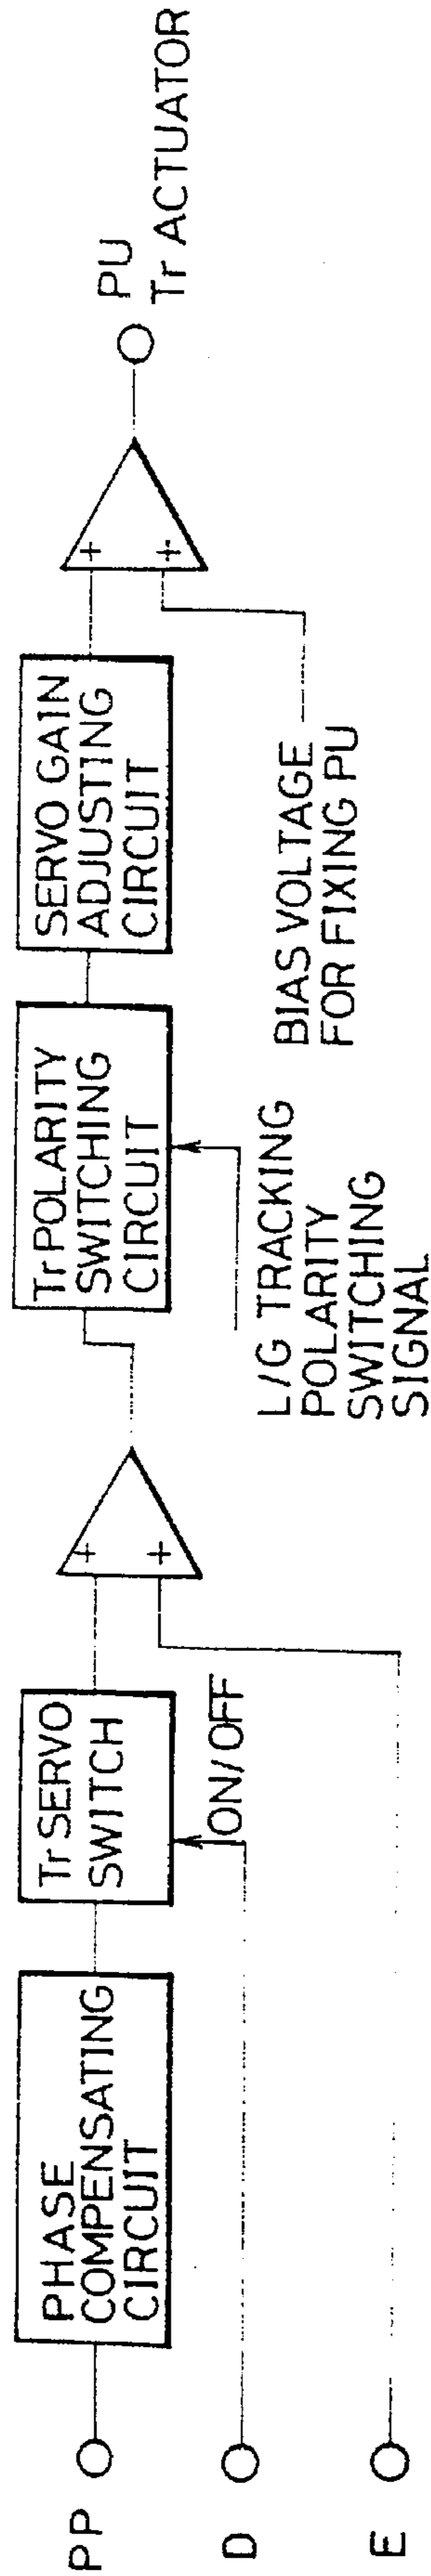 PP
D
E
PHASE
COMPENSATING
CIRCUIT
Tr SERVO
SWITCH
ON/OFF
+
+
Tr POLARITY
SWITCHING
CIRCUIT
L/G TRACKING
POLARITY
SWITCHING
SIGNAL
SERVO GAIN
ADJUSTING
CIRCUIT
BIAS VOLTAGE
FOR FIXING PU
+
+
PU
Tr ACTUATOR